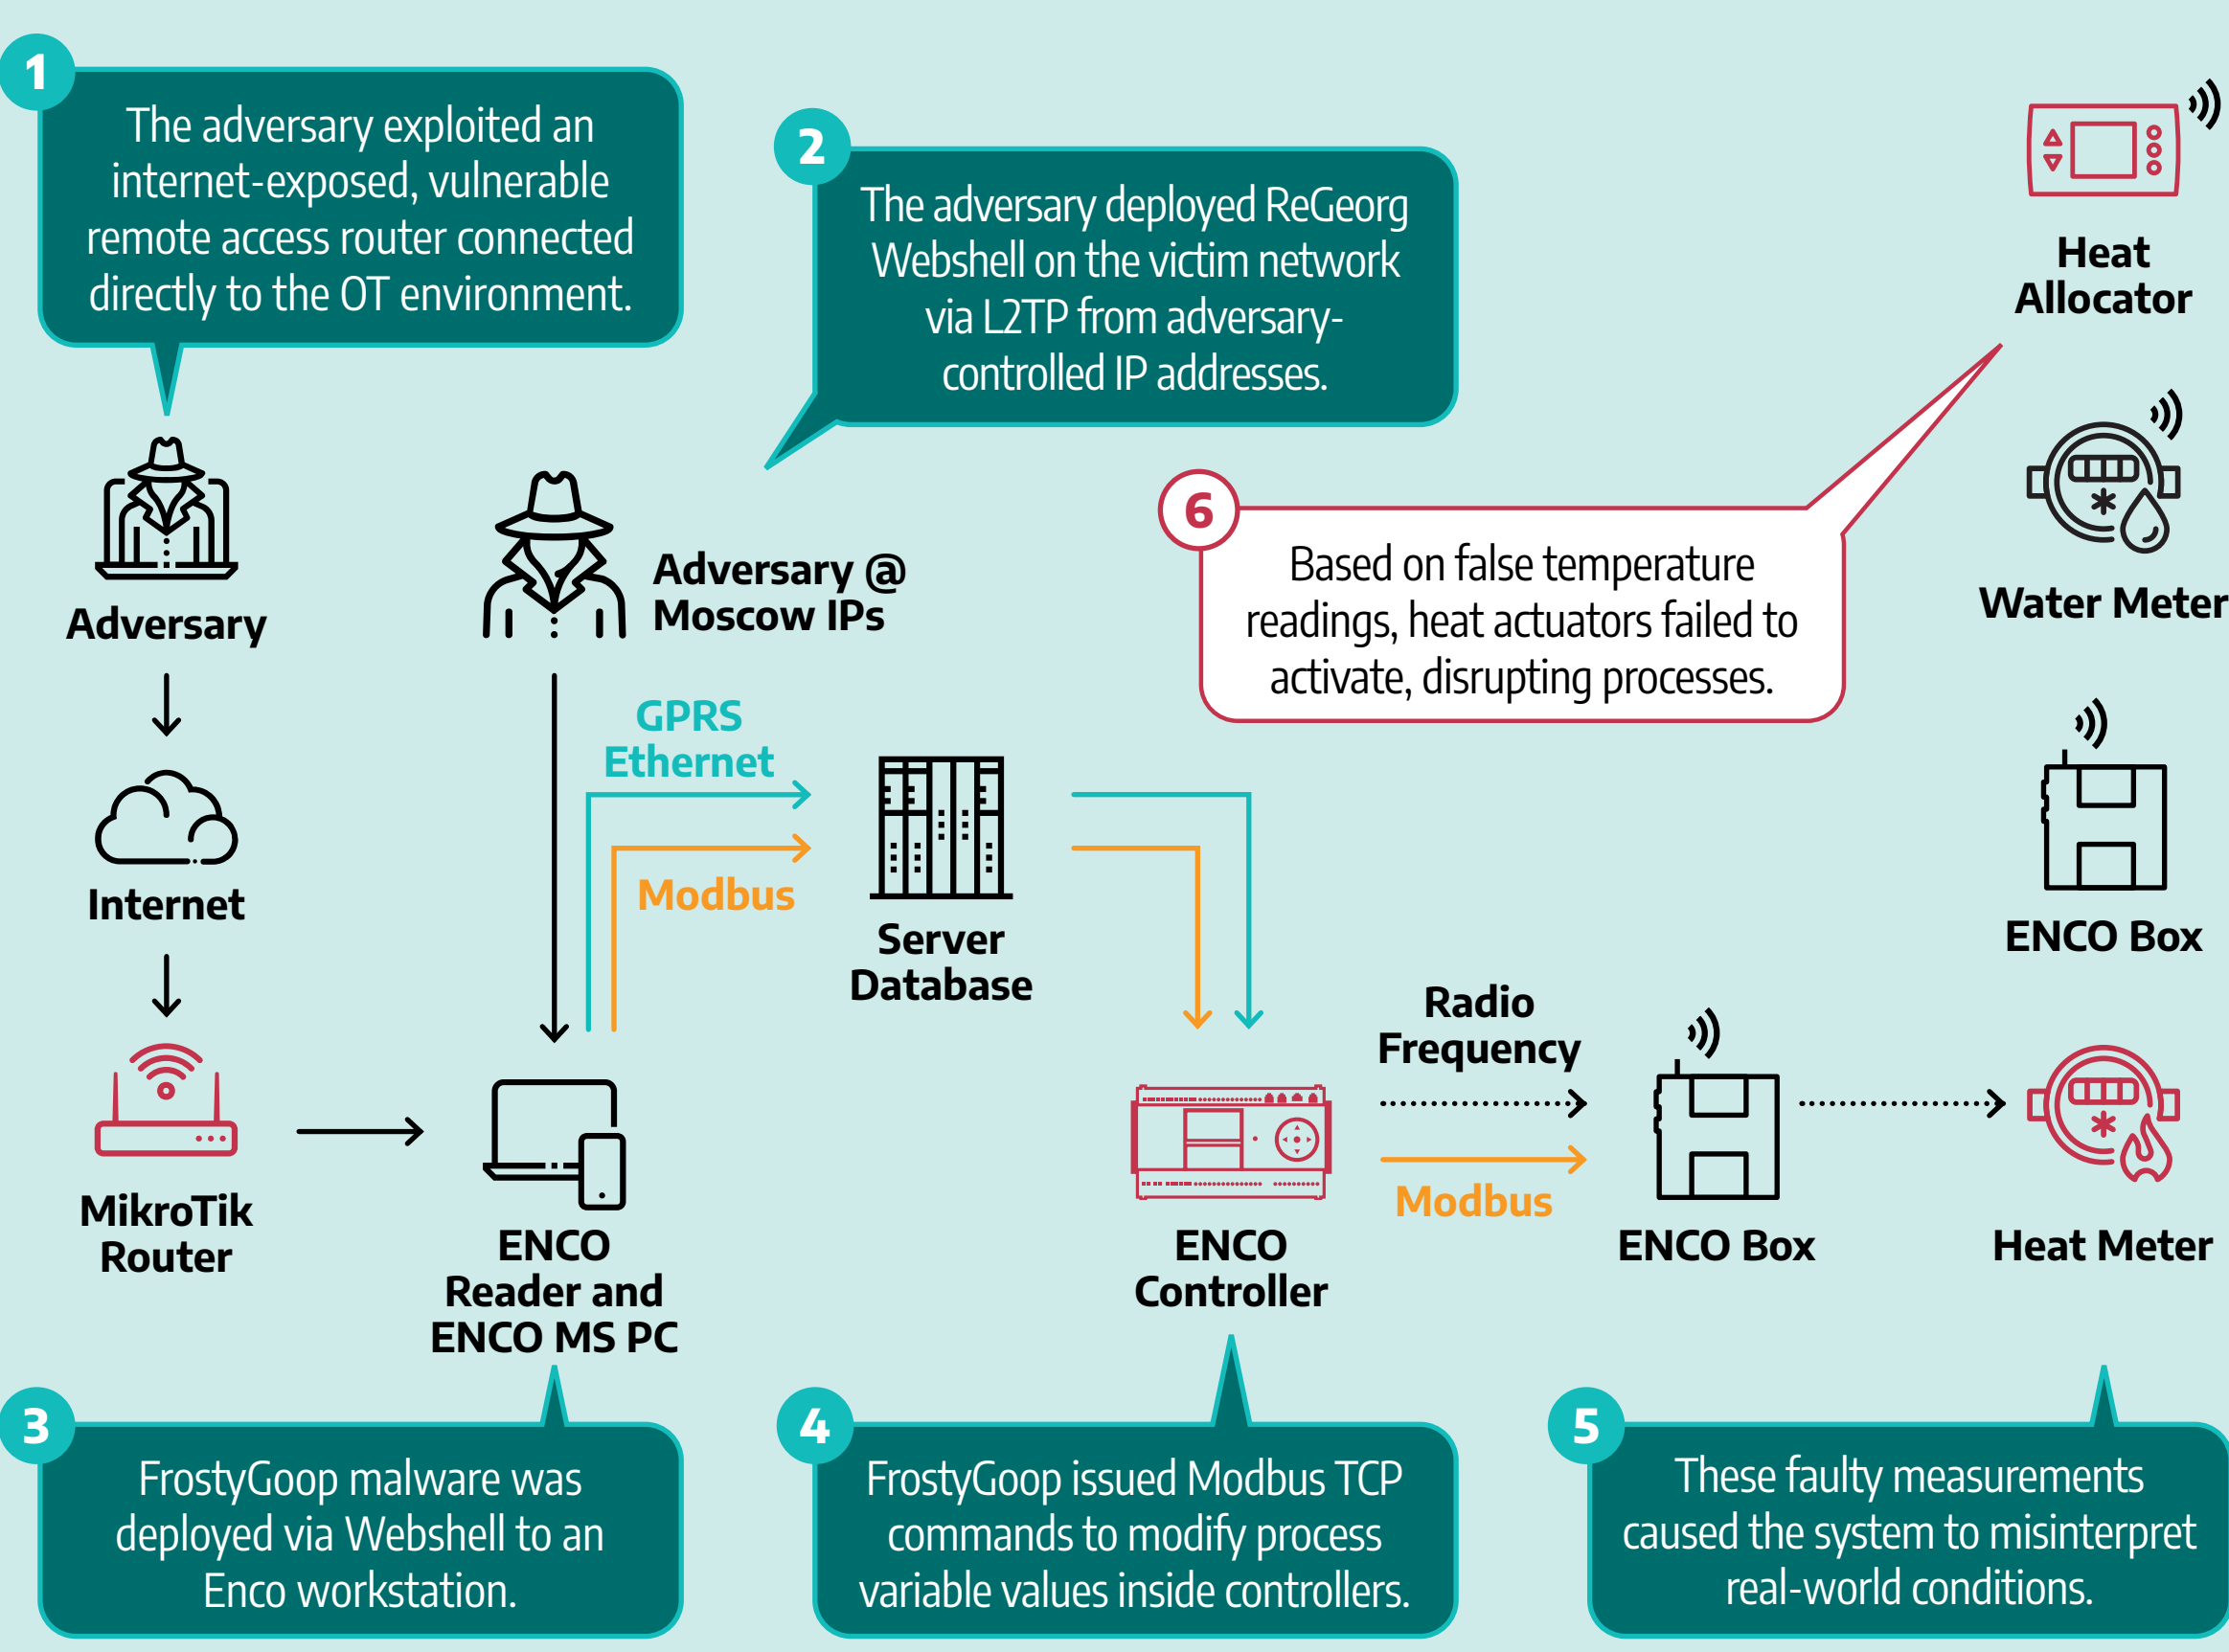 1
The adversary exploited an
internet-exposed, vulnerable
remote access router connected
directly to the OT environment.
2
The adversary deployed ReGeorg
Webshell on the victim network
via L2TP from adversary-
controlled IP addresses.
Heat
Allocator
6
Based on false temperature
readings, heat actuators failed to
activate, disrupting processes.
Water Meter
Adversary
Adversary @
Moscow IPs
GPRS
Ethernet
Modbus
Internet
Server
Database
ENCO Box
Radio
Frequency
Modbus
MikroTik
Router
ENCO
Reader and
ENCO MS PC
ENCO
Controller
ENCO Box
Heat Meter
3
FrostyGoop malware was
deployed via Webshell to an
Enco workstation.
4
FrostyGoop issued Modbus TCP
commands to modify process
variable values inside controllers.
5
These faulty measurements
caused the system to misinterpret
real-world conditions.